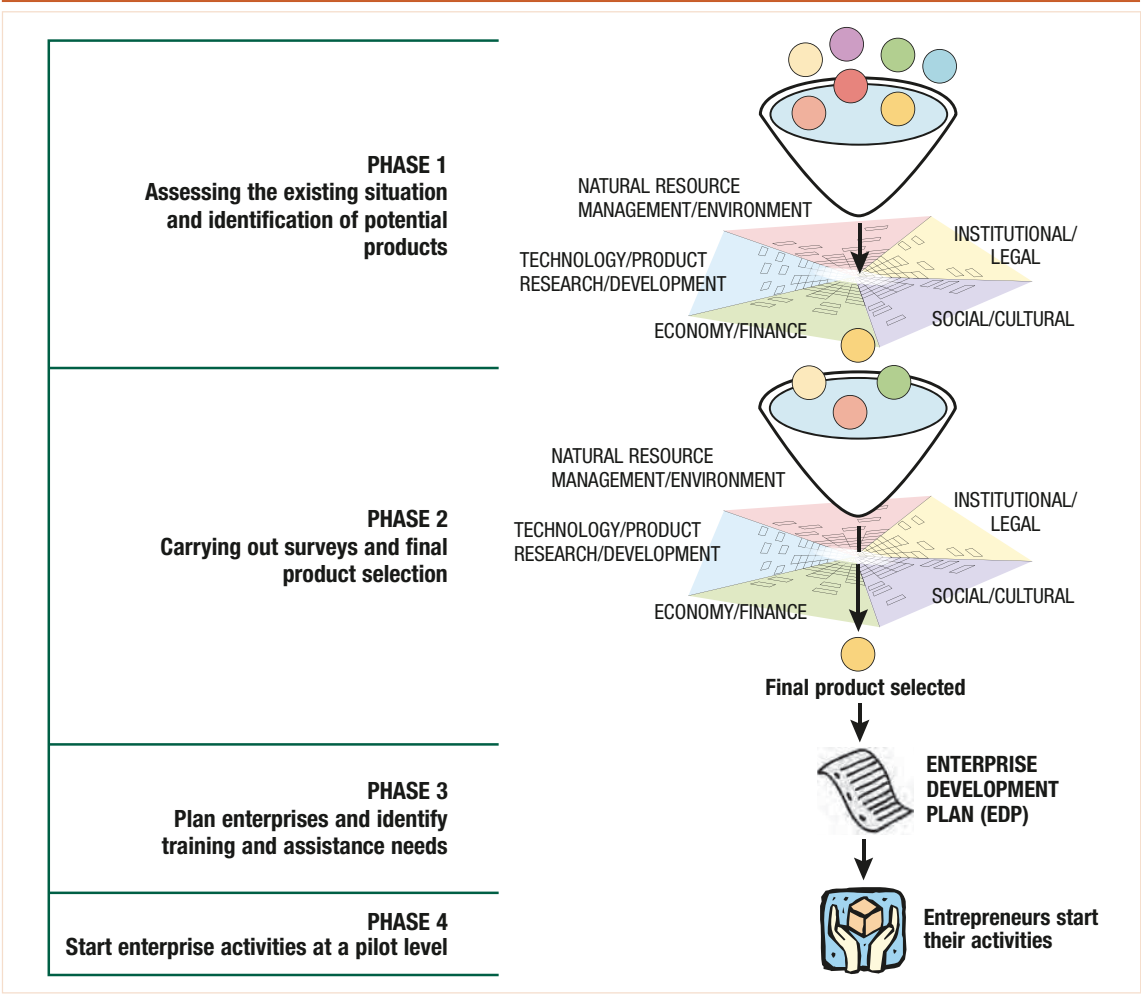 PHASE 1
Assessing the existing situation
and identification of potential
products
NATURAL RESOURCE
MANAGEMENT/ENVIRONMENT
INSTITUTIONAL/
LEGAL
TECHNOLOGY/PRODUCT
RESEARCH/DEVELOPMENT
ECONOMY/FINANCE
SOCIAL/CULTURAL
PHASE 2
Carrying out surveys and final
product selection
NATURAL RESOURCE
MANAGEMENT/ENVIRONMENT
INSTITUTIONAL/
LEGAL
TECHNOLOGY/PRODUCT
RESEARCH/DEVELOPMENT
ECONOMY/FINANCE
SOCIAL/CULTURAL
Final product selected
PHASE 3
Plan enterprises and identify
training and assistance needs
ENTERPRISE
DEVELOPMENT
PLAN (EDP)
PHASE 4
Start enterprise activities at a pilot level
Entrepreneurs start
their activities